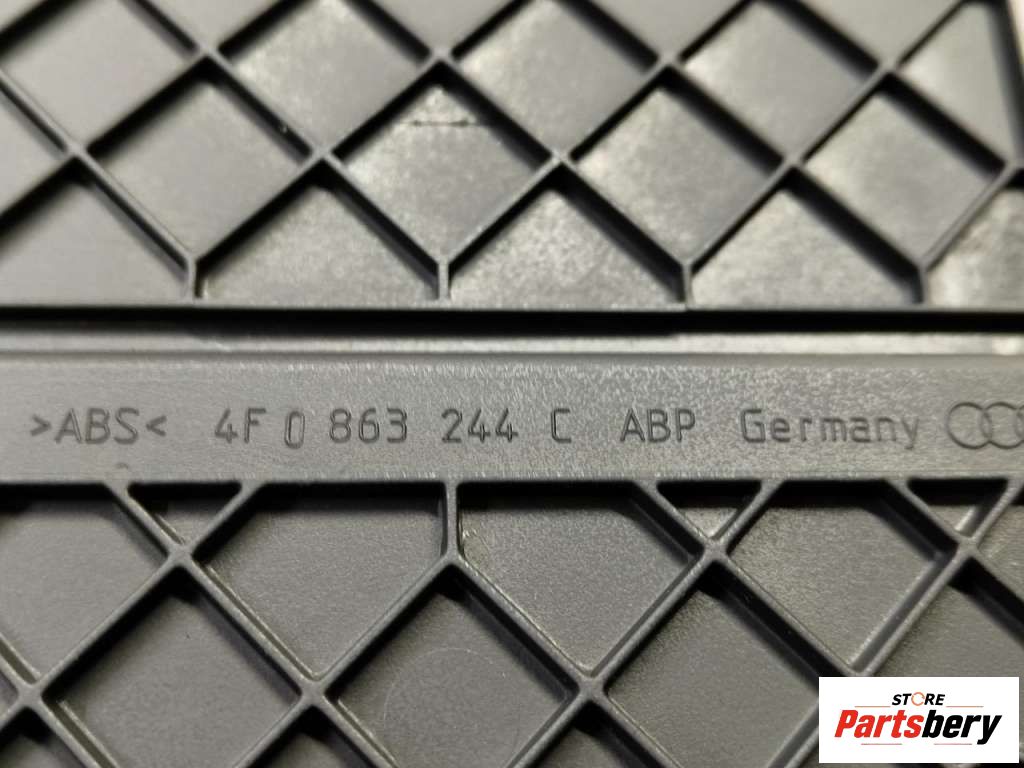 >ABS< 4F0 863 244 C ABP Germany
STORE
Partsbery